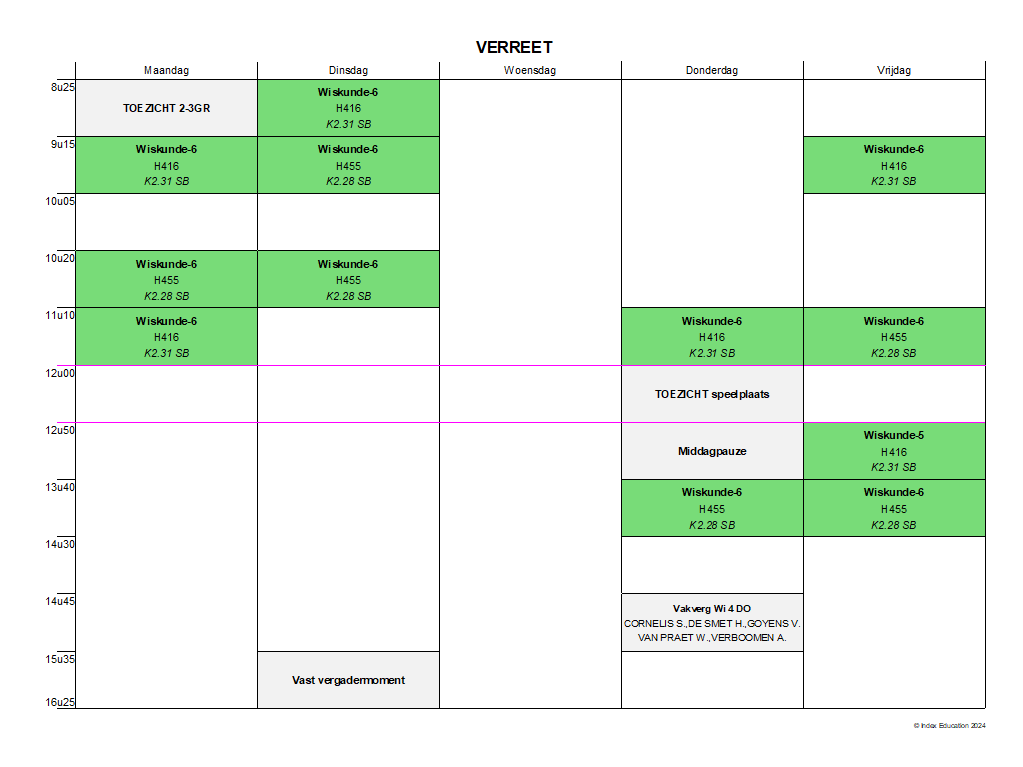 VERREET
Maandag Dinsdag Woensdag Donderdag Vrijdag
8u25
TOEZICHT 2-3GR
Wiskunde-6
H416
K2.31 SB
9u15
Wiskunde-6
H416
K2.31 SB
Wiskunde-6
H455
K2.28 SB
Wiskunde-6
H416
K2.31 SB
10u05
10u20
Wiskunde-6
H455
K2.28 SB
Wiskunde-6
H455
K2.28 SB
11u10
Wiskunde-6
H416
K2.31 SB
Wiskunde-6
H416
K2.31 SB
Wiskunde-6
H455
K2.28 SB
12u00
TOEZICHT speelplaats
12u50
Middagpauze
Wiskunde-5
H416
K2.31 SB
13u40
Wiskunde-6
H455
K2.28 SB
Wiskunde-6
H455
K2.28 SB
14u30
14u45
Vakverg Wi 4 DO
CORNELIS S.,DE SMET H.,GOYENS V.
VAN PRAET W.,VERBOOMEN A.
15u35
Vast vergadermoment
16u25
© Index Education 2024